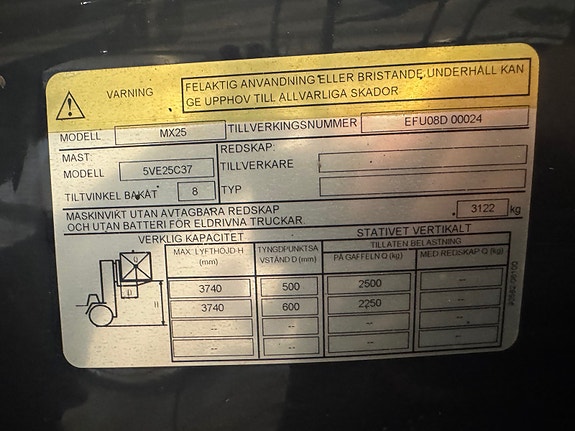 VARNING
FELAKTIG ANVÄNDNING ELLER BRISTANDE UNDERHÅLL KAN
GE UPPHOV TILL ALLVARLIGA SKADOR
MODELL MX25 TILLVERKINGSNUMMER EFU08D 00024
MAST: REDSKAP:
MODELL 5VE25C37 TILLVERKARE
TILTVINKEL BAKÅT 8 TYP
MASKINVIKT UTAN AVTAGBARA REDSKAP
OCH UTAN BATTERI FÖR ELDRIVNA TRUCKAR. 3122 kg
VERKLIG KAPACITET STATIVET VERTIKALT
MAX. LYFTHÖJD H (mm) TYNGDPUNKTSA VSTÅND D (mm) TILLATEN BELASTNING
PÅ GAFFELN Q (kg) MED REDSKAP Q (kg)
3740 500 2500 --
3740 600 2250 --
-- -- -- --
-- -- -- --
Q
D
H